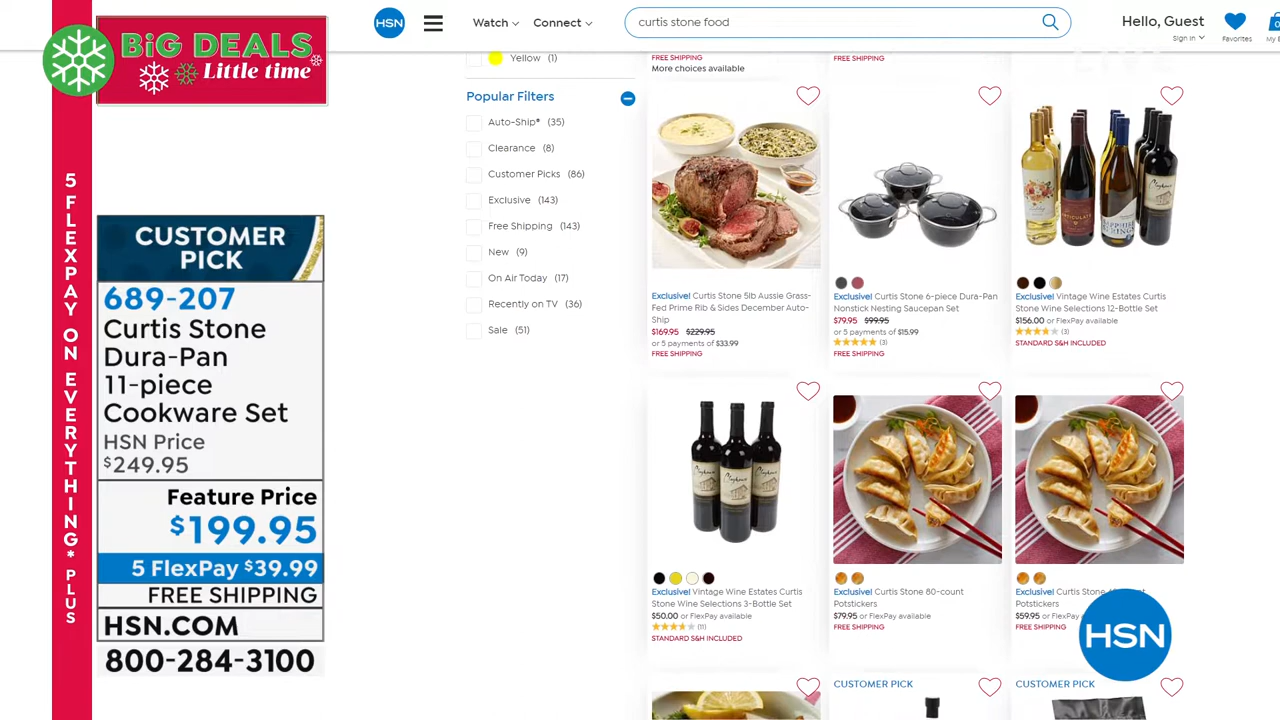 BiG DEALS
Little time
5 FLEXPAY ON EVERYTHING* PLUS
CUSTOMER
PICK
689-207
Curtis Stone
Dura-Pan
11-piece
Cookware Set
HSN Price
$249.95
Feature Price
$199.95
5 FlexPay $39.99
FREE SHIPPING
HSN.COM
800-284-3100
HSN
Watch
Connect
curtis stone food
Hello, Guest
Sign In
Favorites
Yellow (1)
Popular Filters
Auto-Ship® (35)
Clearance (8)
Customer Picks (86)
Exclusive (143)
Free Shipping (143)
New (9)
On Air Today (17)
Recently on TV (36)
Sale (51)
FREE SHIPPING
More choices available
FREE SHIPPING
Exclusive! Curtis Stone 5lb Aussie Grass-
Fed Prime Rib & Sides December Auto-
Ship
$169.95 $229.95
or 5 payments of $33.99
FREE SHIPPING
Exclusive! Curtis Stone 6-piece Dura-Pan
Nonstick Nesting Saucepan Set
$79.95 $99.95
or 5 payments of $15.99
(3)
FREE SHIPPING
Exclusive! Vintage Wine Estates Curtis
Stone Wine Selections 12-Bottle Set
$156.00 or FlexPay available
(3)
STANDARD S&H INCLUDED
Exclusive! Vintage Wine Estates Curtis
Stone Wine Selections 3-Bottle Set
$50.00 or FlexPay available
(11)
STANDARD S&H INCLUDED
Exclusive! Curtis Stone 80-count
Potstickers
$79.95 or FlexPay available
FREE SHIPPING
Exclusive! Curtis Stone
Potstickers
$59.95 or FlexPay
FREE SHIPPING
HSN
CUSTOMER PICK
CUSTOMER PICK